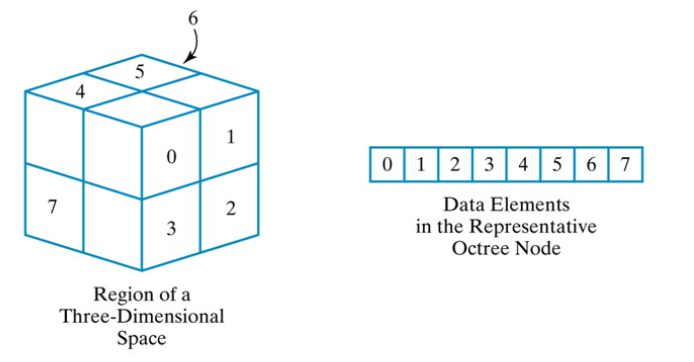 6
5
4
1
0
7
2
3
0 1 2 3 4 5 6 7
Data Elements
in the Representative
Octree Node
Region of a
Three-Dimensional
Space